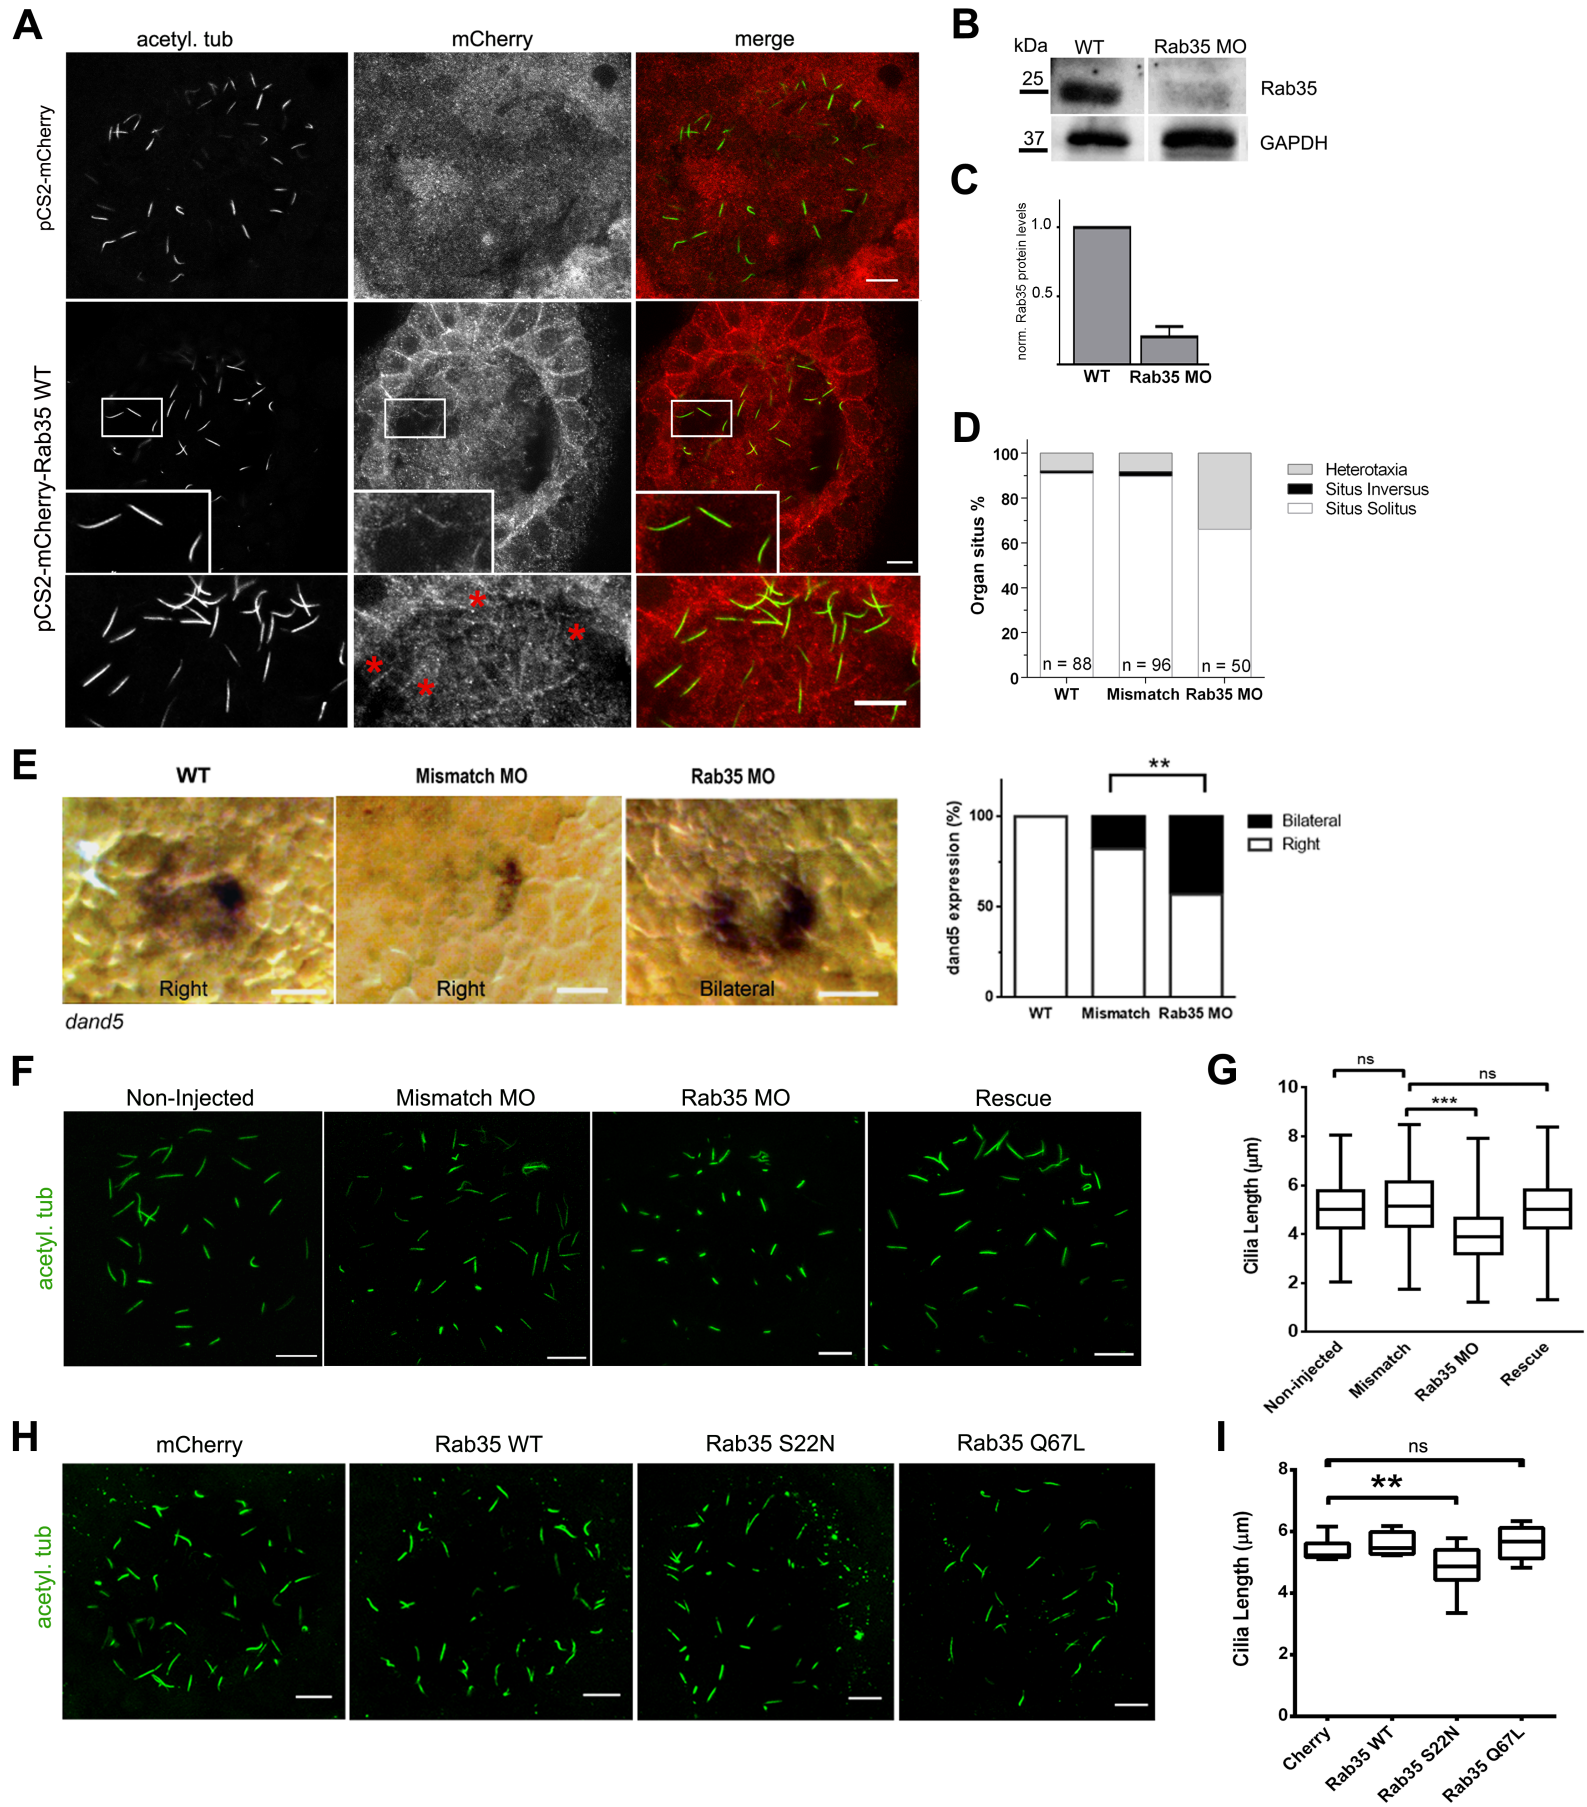 A
acetyl. tub
mCherry
merge
pCS2-mCherry
pCS2-mCherry-Rab35 WT
*
*
*
*
B
kDa
WT
Rab35 MO
25
Rab35
37
GAPDH
C
norm. Rab35 protein levels
1.0
0.5
WT
Rab35 MO
D
Organ situs %
100
80
60
40
20
0
n = 88
n = 96
n = 50
WT
Mismatch
Rab35 MO
Heterotaxia
Situs Inversus
Situs Solitus
E
WT
Mismatch MO
Rab35 MO
Right
Right
Bilateral
dand5
dand5 expression (%)
100
50
0
**
WT
Mismatch
Rab35 MO
Bilateral
Right
F
Non-Injected
Mismatch MO
Rab35 MO
Rescue
acetyl. tub
G
Cilia Length (µm)
10
8
6
4
2
0
ns
ns
***
Non-injected
Mismatch
Rab35 MO
Rescue
H
mCherry
Rab35 WT
Rab35 S22N
Rab35 Q67L
acetyl. tub
I
Cilia Length (µm)
8
6
4
2
0
ns
**
Cherry
Rab35 WT
Rab35 S22N
Rab35 Q67L